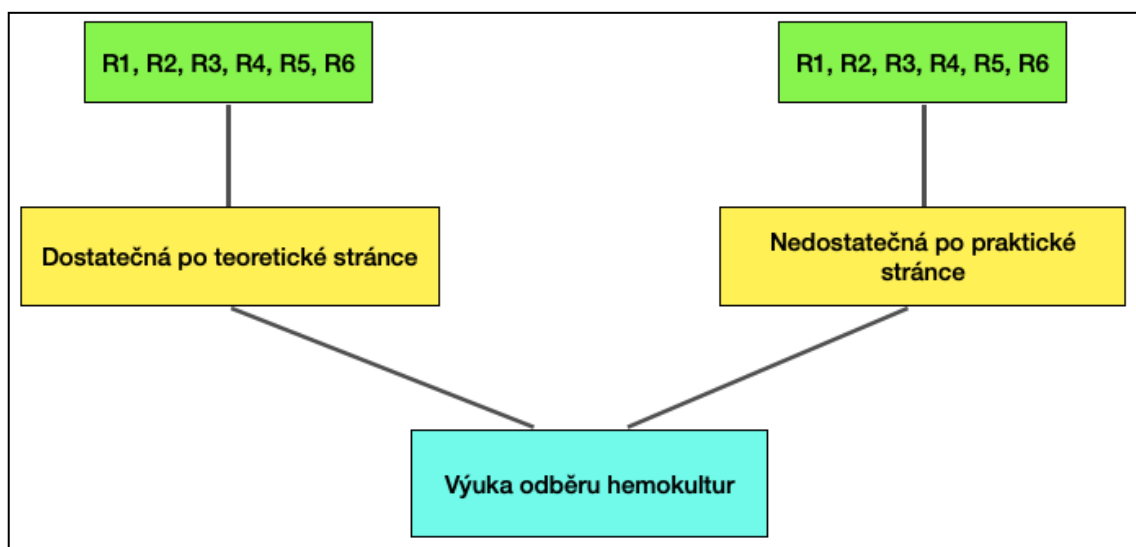 R1, R2, R3, R4, R5, R6
R1, R2, R3, R4, R5, R6
Dostatečná po teoretické stránce
Nedostatečná po praktické
stránce
Výuka odběru hemokultur